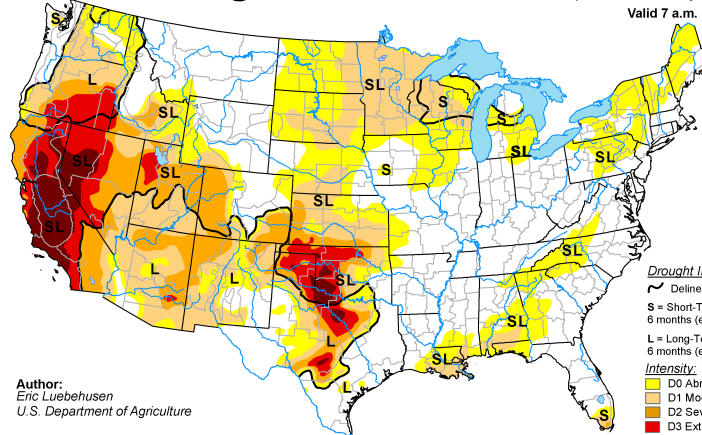 Valid 7 a.m.
S
L
SL
SL
S
S
SL
SL
SL
S
SL
SL
SL
SL
SL
L
L
SL
SL
L
SL
L
S
Drought I
Deline
S = Short-T
6 months (e
L = Long-Te
6 months (e
Intensity:
D0 Abn
D1 Mo
D2 Sev
D3 Ext
Author:
Eric Luebehusen
U.S. Department of Agriculture